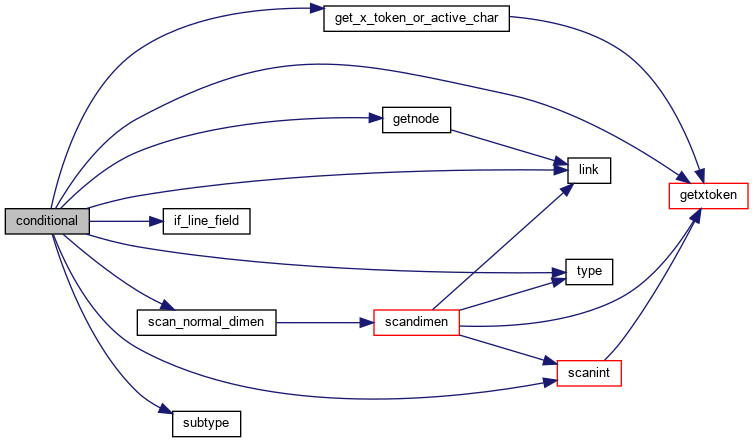 get_x_token_or_active_char
getnode
link
getxtoken
conditional
if_line_field
type
scan_normal_dimen
scandimen
scanint
subtype